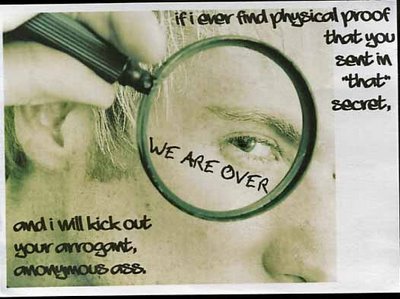 if i ever find physical proof
that you
sent in
"that"
secret,
WE ARE OVER
and i will kick out
your arrogant,
anonymous ass.